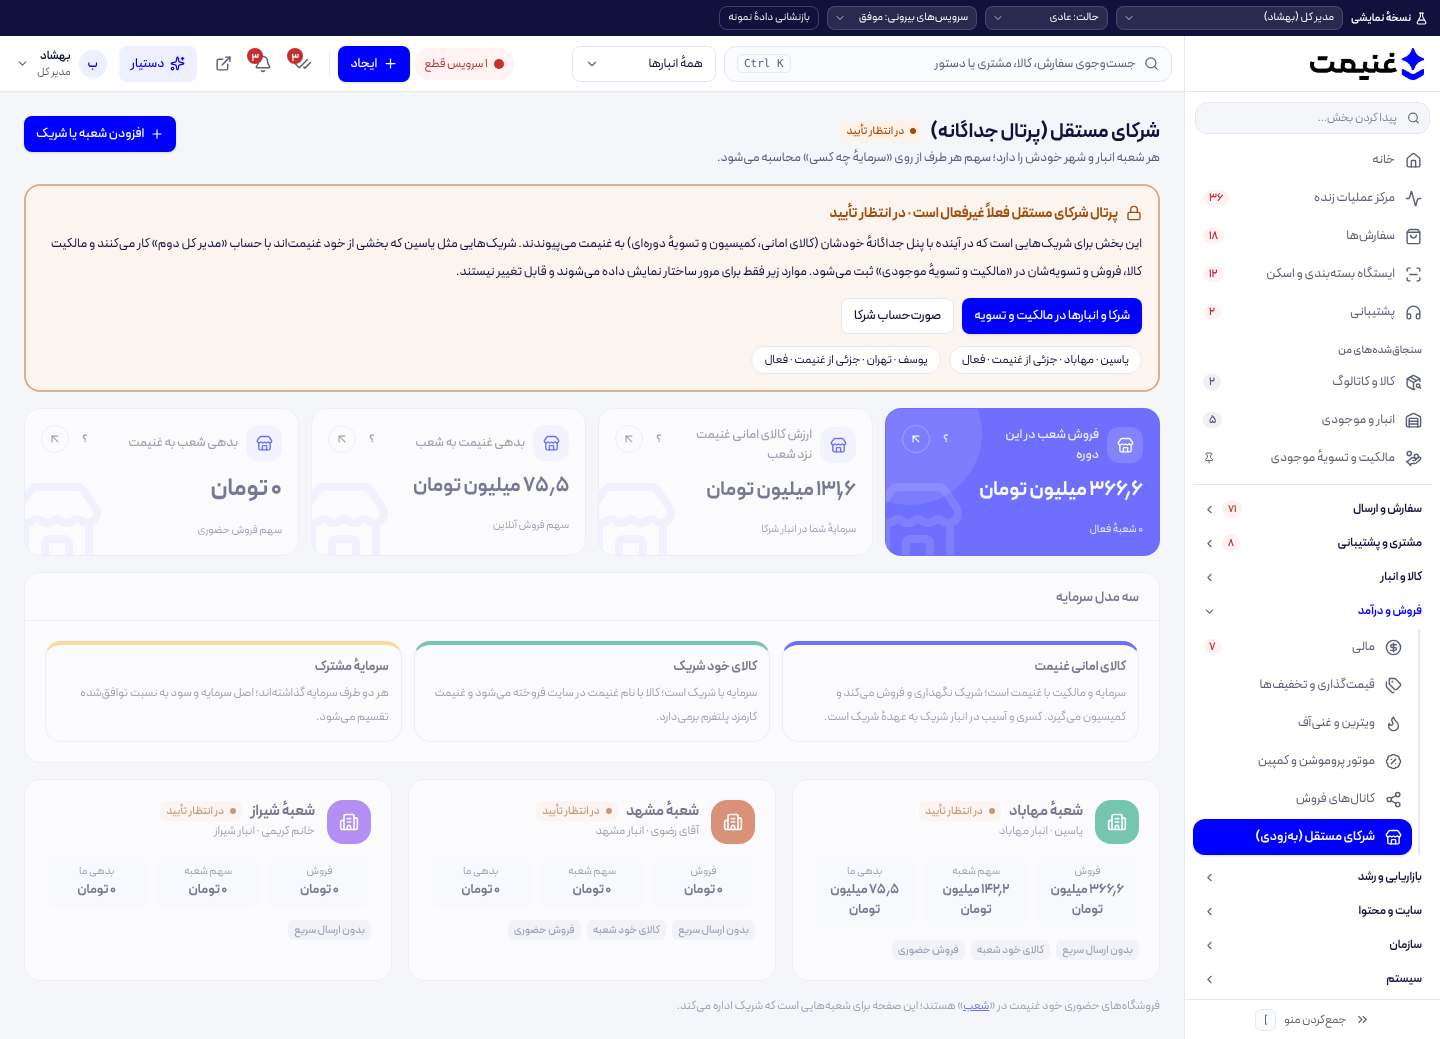 نسخهٔ نمایشی
مدیر کل (بهشاد)
حالت: عادی
سرویس‌های بیرونی: موفق
بازنشانی دادهٔ نمونه
غنیمت
جست‌وجوی سفارش، کالا، مشتری یا دستور
Ctrl K
همهٔ انبارها
۱ سرویس قطع
ایجاد
۳
۳
دستیار
ب
بهشاد
مدیر کل
پیدا کردن بخش...
خانه
مرکز عملیات زنده
۳۶
سفارش‌ها
۱۸
ایستگاه بسته‌بندی و اسکن
۱۲
پشتیبانی
۲
سنجاق‌شده‌های من
کالا و کاتالوگ
۲
انبار و موجودی
۵
مالکیت و تسویهٔ موجودی
سفارش و ارسال
۷۱
مشتری و پشتیبانی
۸
کالا و انبار
فروش و درآمد
مالی
۷
قیمت‌گذاری و تخفیف‌ها
ویترین و غنی‌آف
موتور پروموشن و کمپین
کانال‌های فروش
شرکای مستقل (به‌زودی)
بازاریابی و رشد
سایت و محتوا
سازمان
سیستم
جمع‌کردن منو
[
شرکای مستقل (پرتال جداگانه)
در انتظار تأیید
هر شعبه انبار و شهر خودش را دارد؛ سهم هر طرف از روی «سرمایهٔ چه کسی» محاسبه می‌شود.
افزودن شعبه یا شریک
پرتال شرکای مستقل فعلاً غیرفعال است · در انتظار تأیید
این بخش برای شریک‌هایی است که در آینده با پنل جداگانهٔ خودشان (کالای امانی، کمیسیون و تسویهٔ دوره‌ای) به غنیمت می‌پیوندند. شریک‌هایی مثل یاسین که بخشی از خود غنیمت‌اند با حساب «مدیر کل دوم» کار می‌کنند و مالکیت
کالا، فروش و تسویه‌شان در «مالکیت و تسویهٔ موجودی» ثبت می‌شود. موارد زیر فقط برای مرور ساختار نمایش داده می‌شوند و قابل تغییر نیستند.
شرکا و انبارها در مالکیت و تسویه
صورت‌حساب شرکا
یاسین · مهاباد · جزئی از غنیمت · فعال
یوسف · تهران · جزئی از غنیمت · فعال
فروش شعب در این
دوره
؟
۳۶۶٫۶ میلیون تومان
۰ شعبهٔ فعال
ارزش کالای امانی غنیمت
نزد شعب
؟
۱۳۱٫۶ میلیون تومان
سرمایهٔ شما در انبار شرکا
بدهی غنیمت به شعب
؟
۷۵٫۵ میلیون تومان
سهم فروش آنلاین
بدهی شعب به غنیمت
؟
۰ تومان
سهم فروش حضوری
سه مدل سرمایه
کالای امانی غنیمت
سرمایه و مالکیت با غنیمت است؛ شریک نگهداری و فروش می‌کند و
کمیسیون می‌گیرد. کسری و آسیب در انبار شریک به عهدهٔ شریک است.
کالای خود شریک
سرمایه با شریک است؛ کالا با نام غنیمت در سایت فروخته می‌شود و غنیمت
کارمزد پلتفرم برمی‌دارد.
سرمایهٔ مشترک
هر دو طرف سرمایه گذاشته‌اند؛ اصل سرمایه و سود به نسبت توافق‌شده
تقسیم می‌شود.
شعبهٔ مهاباد
در انتظار تأیید
یاسین · انبار مهاباد
فروش
۳۶۶٫۶ میلیون
تومان
سهم شعبه
۱۴۲٫۲ میلیون
تومان
بدهی ما
۷۵٫۵ میلیون
تومان
بدون ارسال سریع
کالای خود شعبه
فروش حضوری
شعبهٔ مشهد
در انتظار تأیید
آقای رضوی · انبار مشهد
فروش
۰ تومان
سهم شعبه
۰ تومان
بدهی ما
۰ تومان
بدون ارسال سریع
کالای خود شعبه
فروش حضوری
شعبهٔ شیراز
در انتظار تأیید
خانم کریمی · انبار شیراز
فروش
۰ تومان
سهم شعبه
۰ تومان
بدهی ما
۰ تومان
بدون ارسال سریع
فروشگاه‌های حضوری خود غنیمت در «شعب» هستند؛ این صفحه برای شعبه‌هایی است که شریک اداره می‌کند.